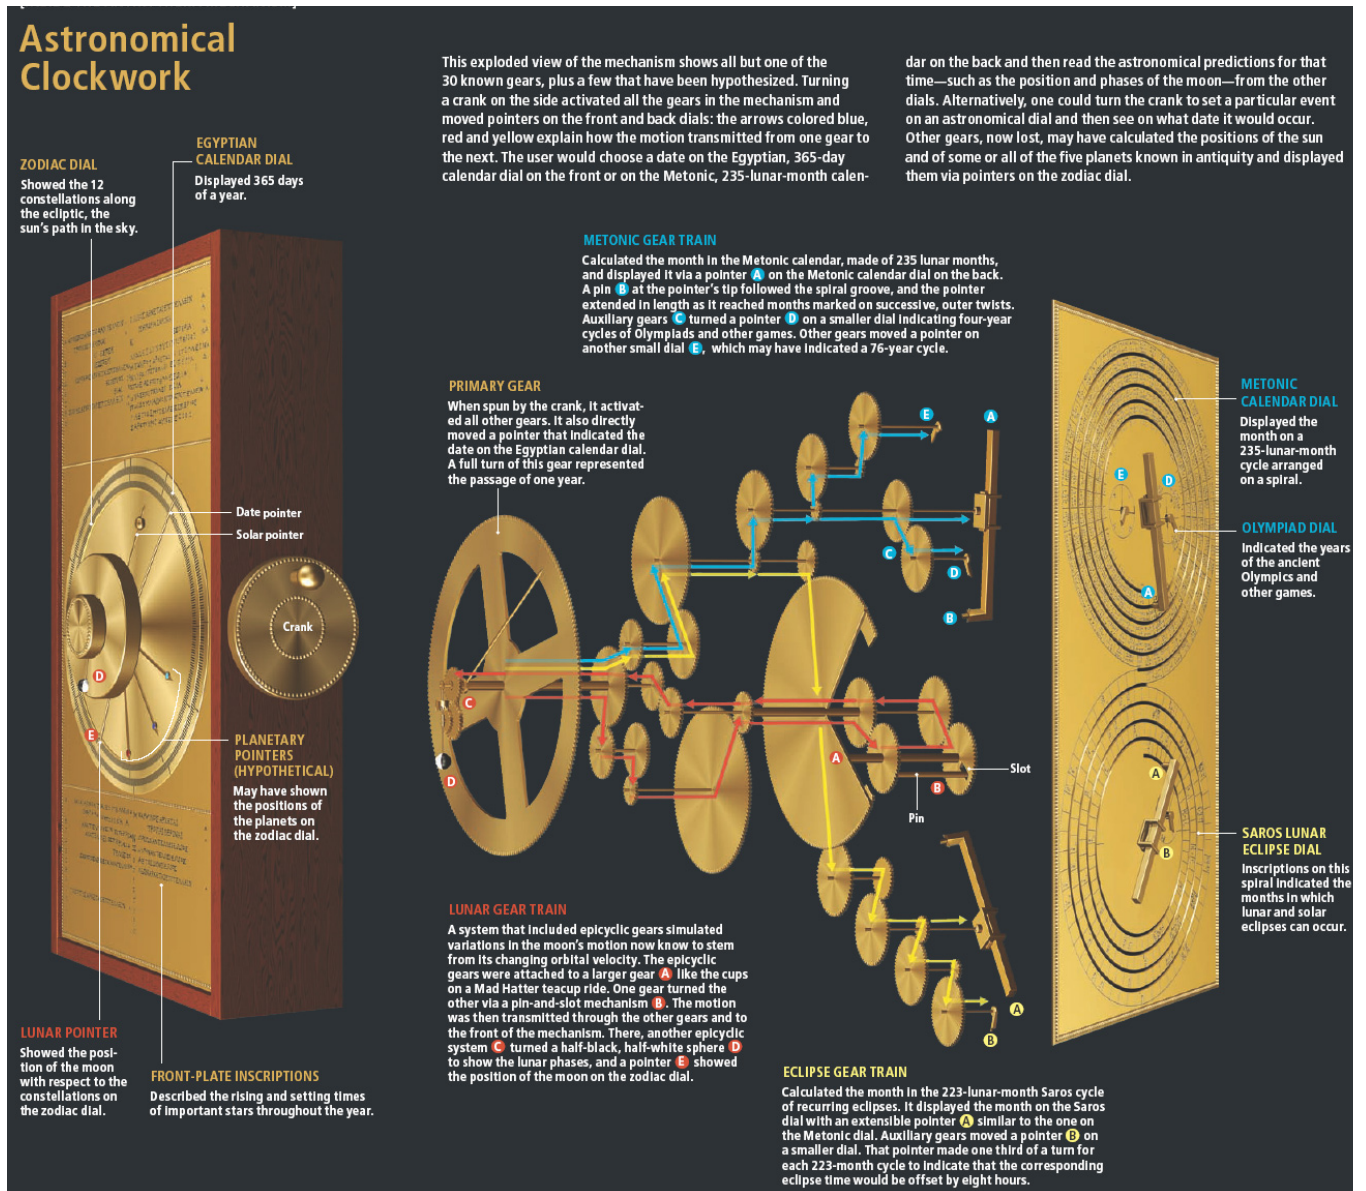 Astronomical
Clockwork
This exploded view of the mechanism shows all but one of the
30 known gears, plus a few that have been hypothesized. Turning
a crank on the side activated all the gears in the mechanism and
moved pointers on the front and back dials: the arrows colored blue,
red and yellow explain how the motion transmitted from one gear to
the next. The user would choose a date on the Egyptian, 365-day
calendar dial on the front or on the Metonic, 235-lunar-month calen-
dar on the back and then read the astronomical predictions for that
time—such as the position and phases of the moon—from the other
dials. Alternatively, one could turn the crank to set a particular event
on an astronomical dial and then see on what date it would occur.
Other gears, now lost, may have calculated the positions of the sun
and of some or all of the five planets known in antiquity and displayed
them via pointers on the zodiac dial.
EGYPTIAN
CALENDAR DIAL
Displayed 365 days
of a year.
ZODIAC DIAL
Showed the 12
constellations along
the ecliptic, the
sun's path in the sky.
Date pointer
Solar pointer
Crank
D
E
PLANETARY
POINTERS
(HYPOTHETICAL)
May have shown
the positions of
the planets on
the zodiac dial.
LUNAR POINTER
Showed the posi-
tion of the moon
with respect to the
constellations on
the zodiac dial.
FRONT-PLATE INSCRIPTIONS
Described the rising and setting times
of important stars throughout the year.
METONIC GEAR TRAIN
Calculated the month in the Metonic calendar, made of 235 lunar months,
and displayed it via a pointer A on the Metonic calendar dial on the back.
A pin B at the pointer's tip followed the spiral groove, and the pointer
extended in length as it reached months marked on successive, outer twists.
Auxiliary gears C turned a pointer D on a smaller dial indicating four-year
cycles of Olympiads and other games. Other gears moved a pointer on
another small dial E, which may have indicated a 76-year cycle.
PRIMARY GEAR
When spun by the crank, it activat-
ed all other gears. It also directly
moved a pointer that indicated the
date on the Egyptian calendar dial.
A full turn of this gear represented
the passage of one year.
E
A
C
D
B
C
D
A
B
Slot
Pin
A
B
LUNAR GEAR TRAIN
A system that included epicyclic gears simulated
variations in the moon's motion now know to stem
from its changing orbital velocity. The epicyclic
gears were attached to a larger gear A like the cups
on a Mad Hatter teacup ride. One gear turned the
other via a pin-and-slot mechanism B. The motion
was then transmitted through the other gears and to
the front of the mechanism. There, another epicyclic
system C turned a half-black, half-white sphere D
to show the lunar phases, and a pointer E showed
the position of the moon on the zodiac dial.
ECLIPSE GEAR TRAIN
Calculated the month in the 223-lunar-month Saros cycle
of recurring eclipses. It displayed the month on the Saros
dial with an extensible pointer A similar to the one on
the Metonic dial. Auxiliary gears moved a pointer B on
a smaller dial. That pointer made one third of a turn for
each 223-month cycle to indicate that the corresponding
eclipse time would be offset by eight hours.
E
D
A
A
B
METONIC
CALENDAR DIAL
Displayed the
month on a
235-lunar-month
cycle arranged
on a spiral.
OLYMPIAD DIAL
Indicated the years
of the ancient
Olympics and
other games.
SAROS LUNAR
ECLIPSE DIAL
Inscriptions on this
spiral indicated the
months in which
lunar and solar
eclipses can occur.